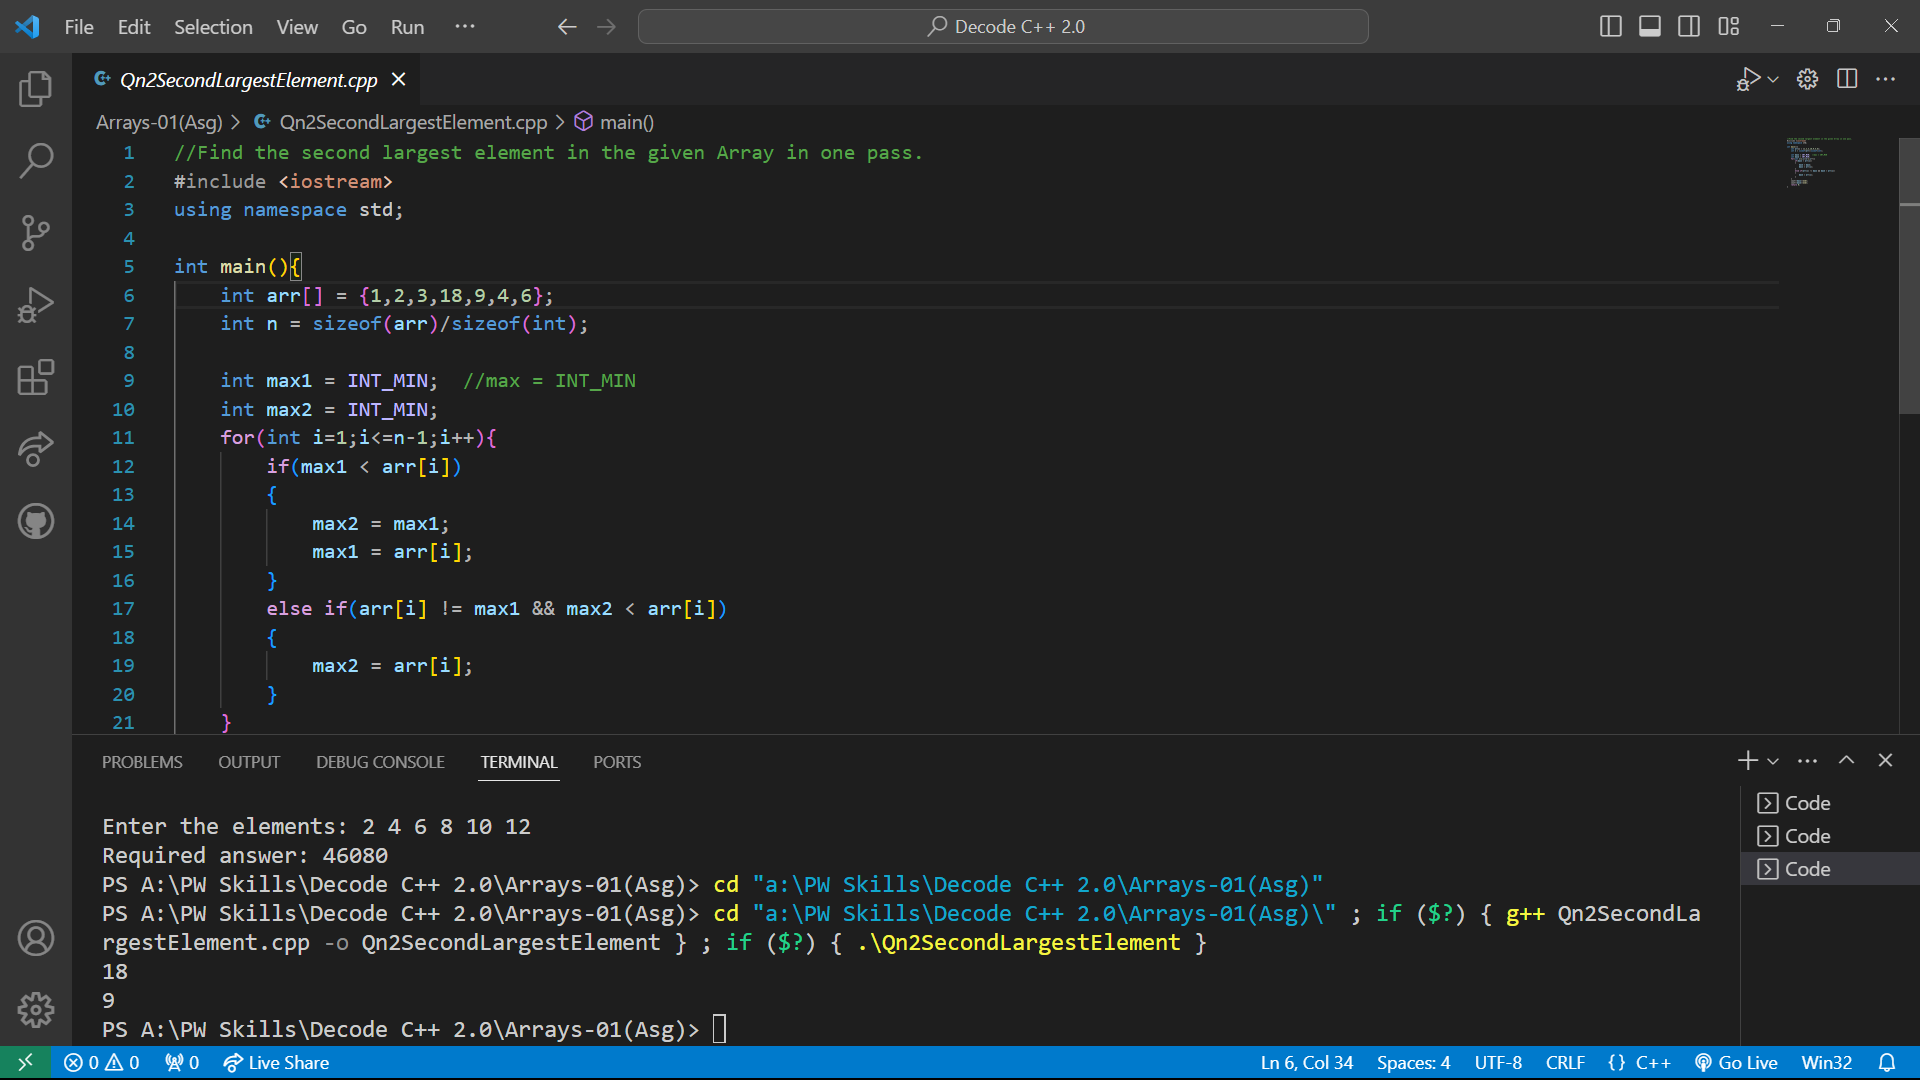 File Edit Selection View Go Run ··· Decode C++ 2.0
Qn2SecondLargestElement.cpp
Arrays-01(Asg) > Qn2SecondLargestElement.cpp > main()
1 //Find the second largest element in the given Array in one pass.
2 #include <iostream>
3 using namespace std;
4
5 int main(){
6 int arr[] = {1,2,3,18,9,4,6};
7 int n = sizeof(arr)/sizeof(int);
8
9 int max1 = INT_MIN; //max = INT_MIN
10 int max2 = INT_MIN;
11 for(int i=1;i<=n-1;i++){
12 if(max1 < arr[i])
13 {
14 max2 = max1;
15 max1 = arr[i];
16 }
17 else if(arr[i] != max1 && max2 < arr[i])
18 {
19 max2 = arr[i];
20 }
21 }
PROBLEMS OUTPUT DEBUG CONSOLE TERMINAL PORTS
Enter the elements: 2 4 6 8 10 12
Required answer: 46080
PS A:\PW Skills\Decode C++ 2.0\Arrays-01(Asg)> cd "a:\PW Skills\Decode C++ 2.0\Arrays-01(Asg)"
PS A:\PW Skills\Decode C++ 2.0\Arrays-01(Asg)> cd "a:\PW Skills\Decode C++ 2.0\Arrays-01(Asg)\" ; if ($?) { g++ Qn2SecondLa
rgestElement.cpp -o Qn2SecondLargestElement } ; if ($?) { .\Qn2SecondLargestElement }
18
9
PS A:\PW Skills\Decode C++ 2.0\Arrays-01(Asg)>
Code
Code
Code
0 0 0 Live Share Ln 6, Col 34 Spaces: 4 UTF-8 CRLF {} C++ Go Live Win32